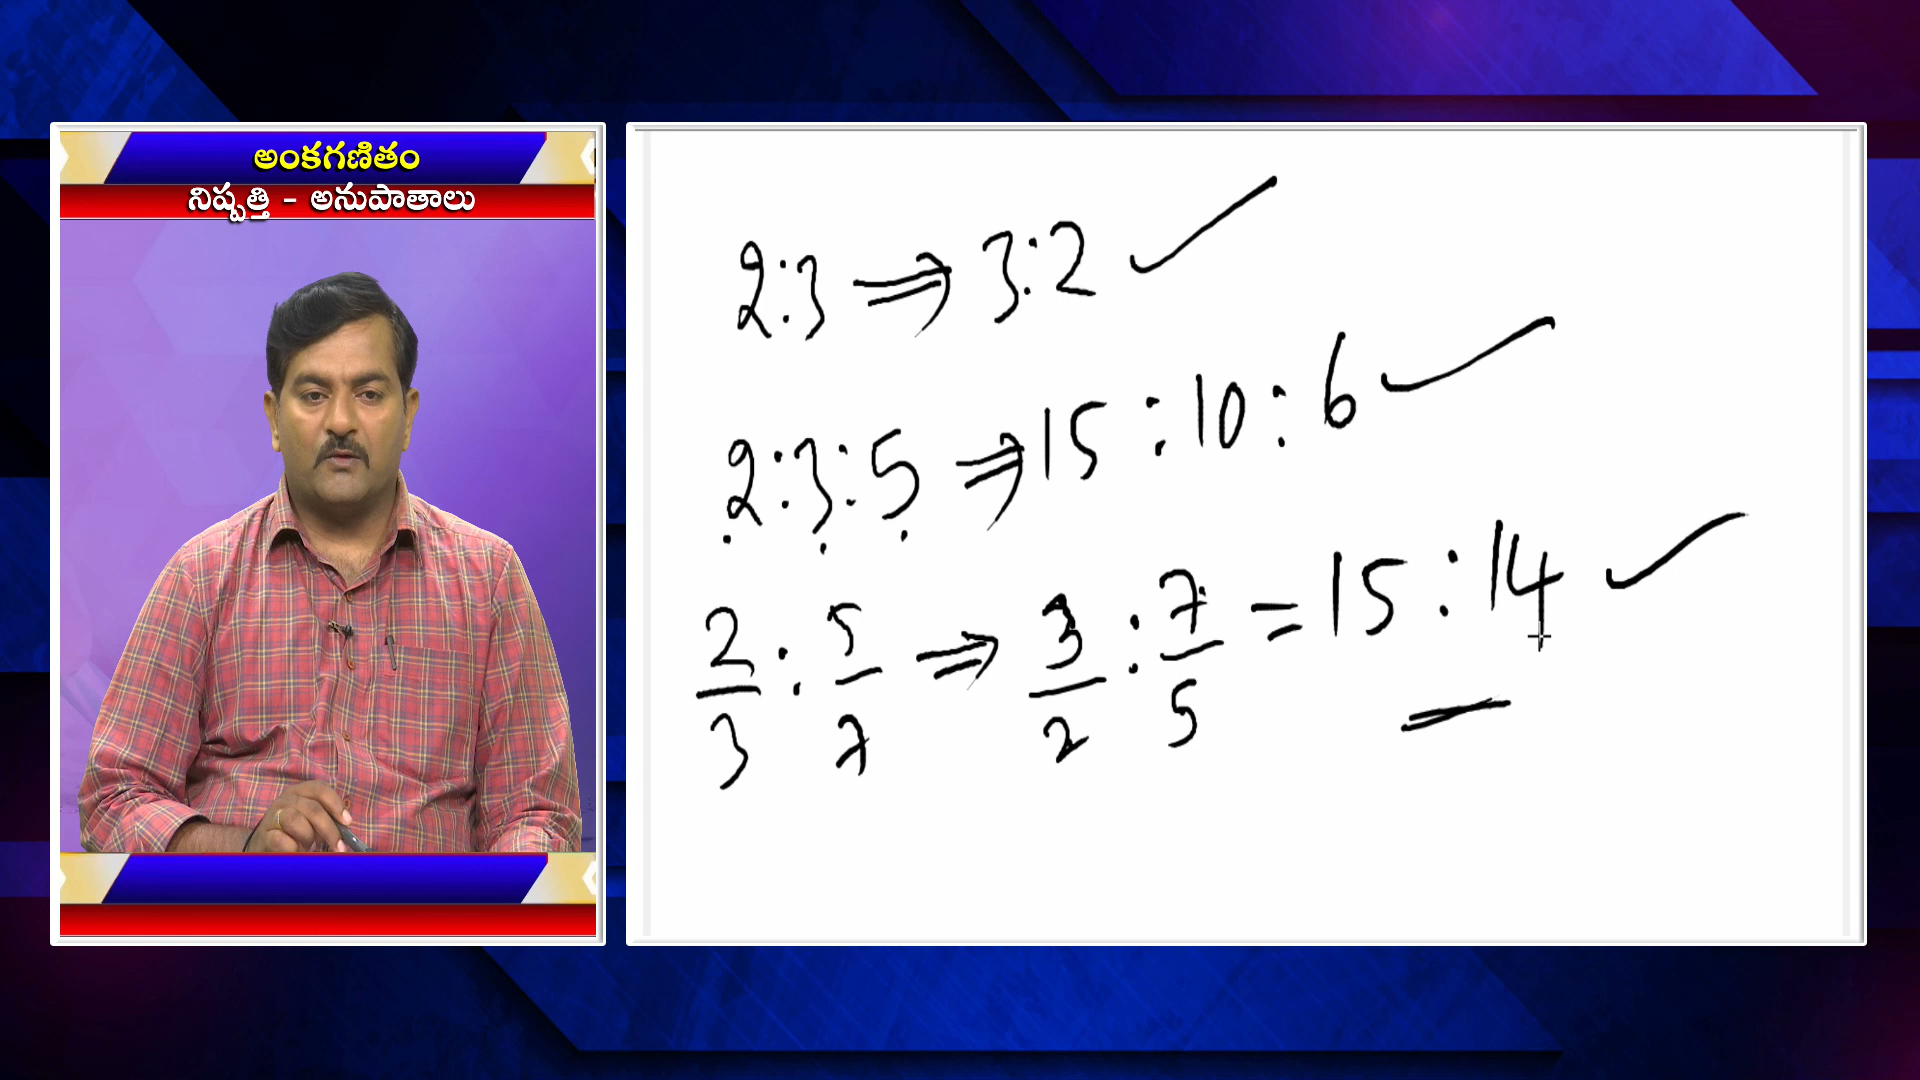 అంకగణితం
నిష్పత్తి - అనుపాతాలు
2:3 ⇒ 3:2 ✓
2:3:5 ⇒ 15:10:6 ✓
2/3 : 5/7 ⇒ 3/2 : 7/5 = 15:14 ✓